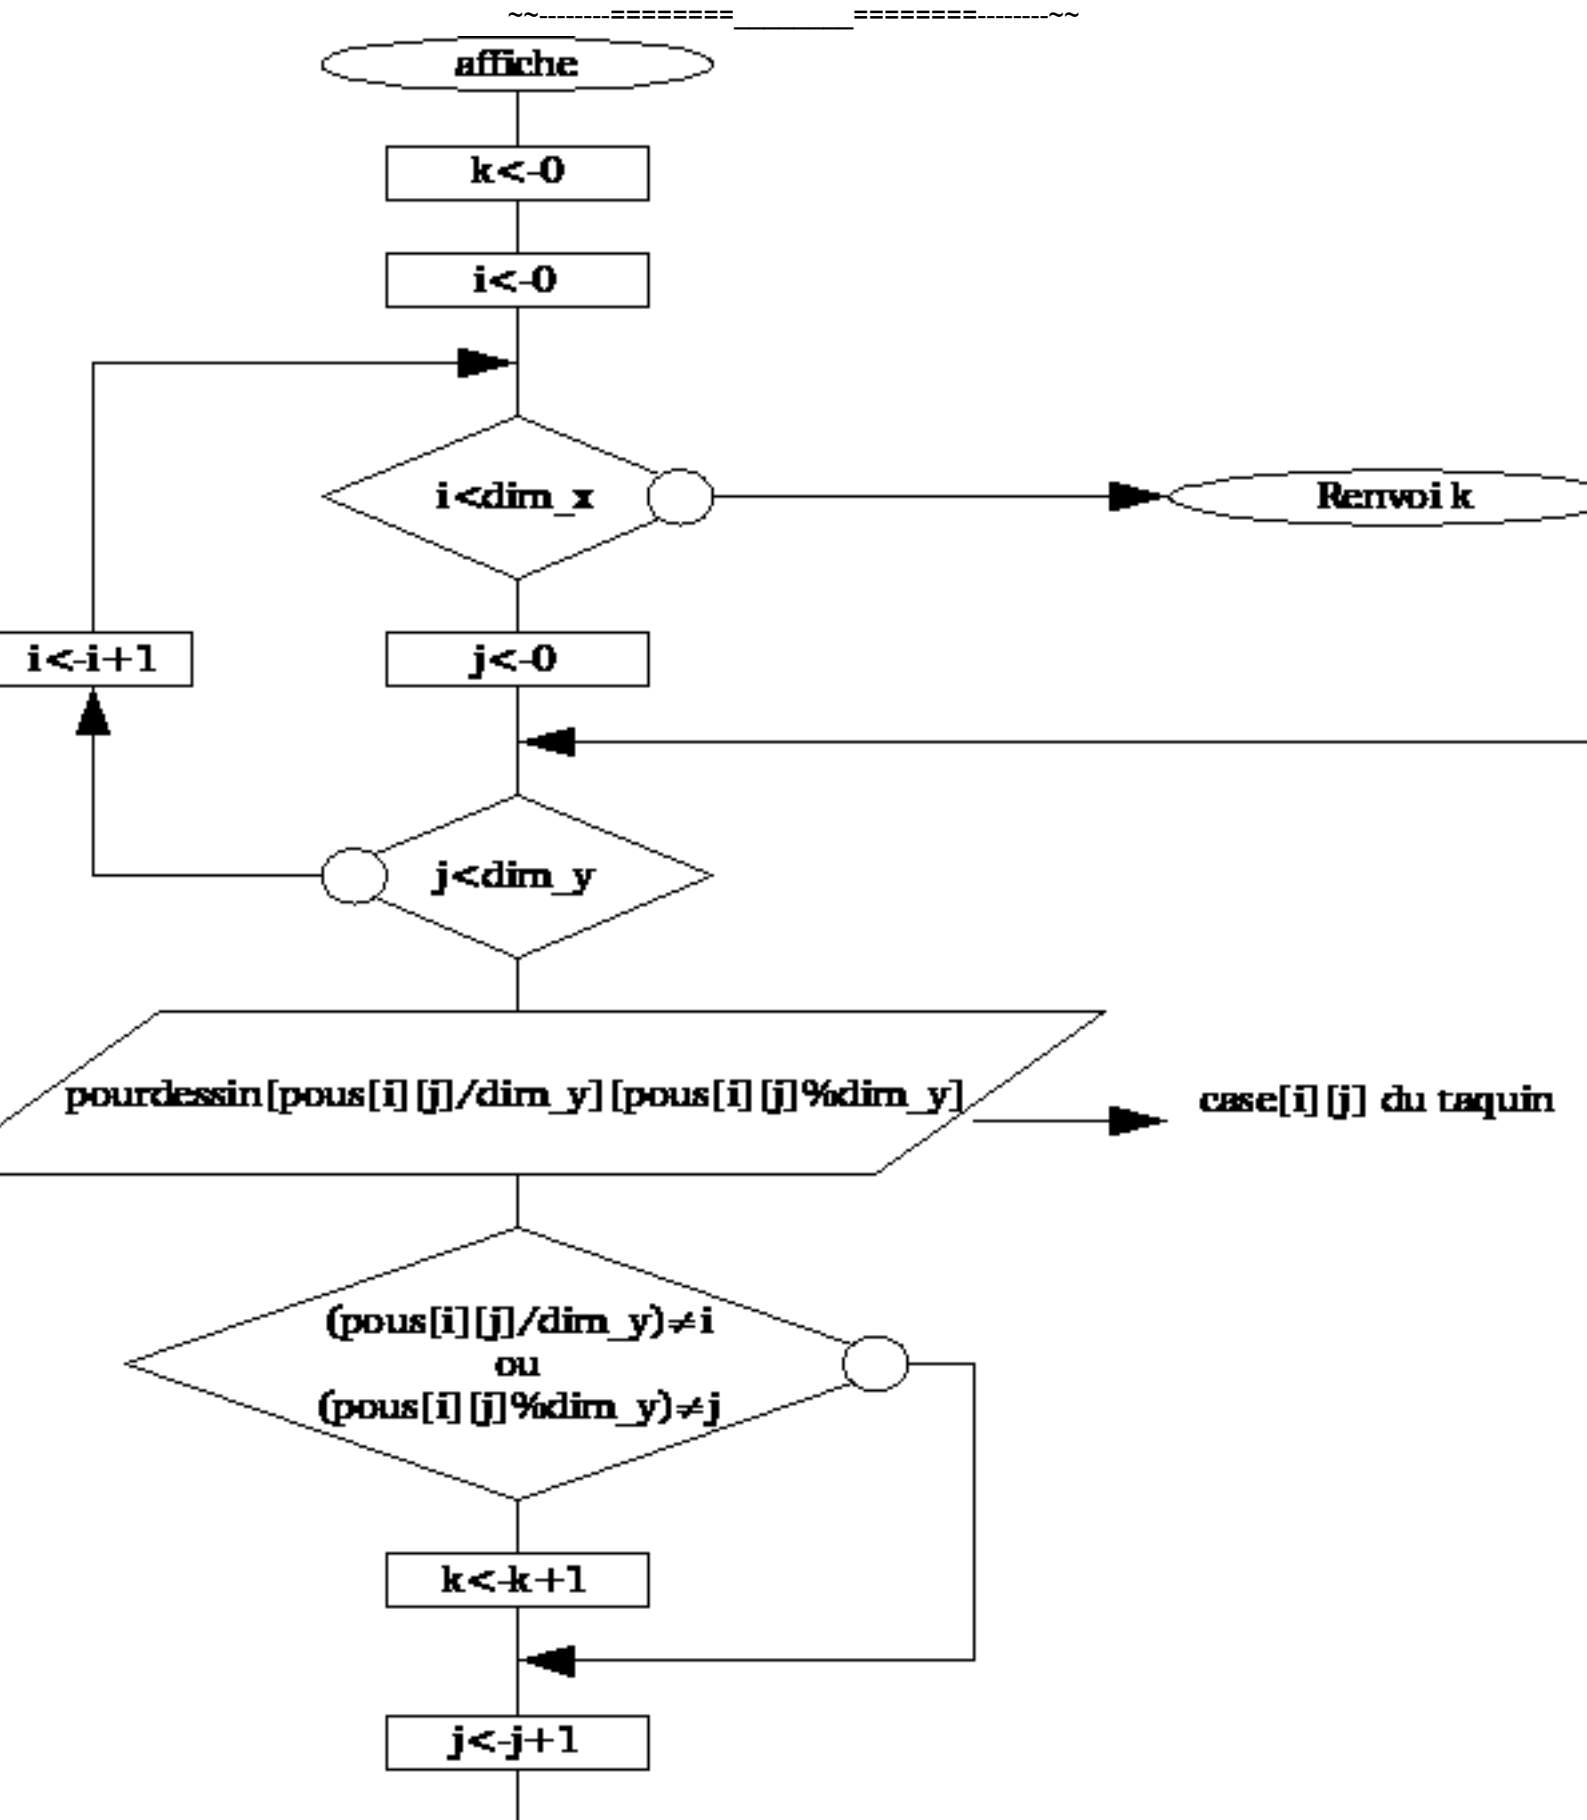 ~~--------========________========--------~~
affiche
k<-0
i<-0
i<dim_x
Renvoi k
i<-i+1
j<-0
j<dim_y
pourdessin[pous[i][j]/dim_y][pous[i][j]%dim_y]
case[i][j] du taquin
(pous[i][j]/dim_y)≠i
ou
(pous[i][j]%dim_y)≠j
k<-k+1
j<-j+1